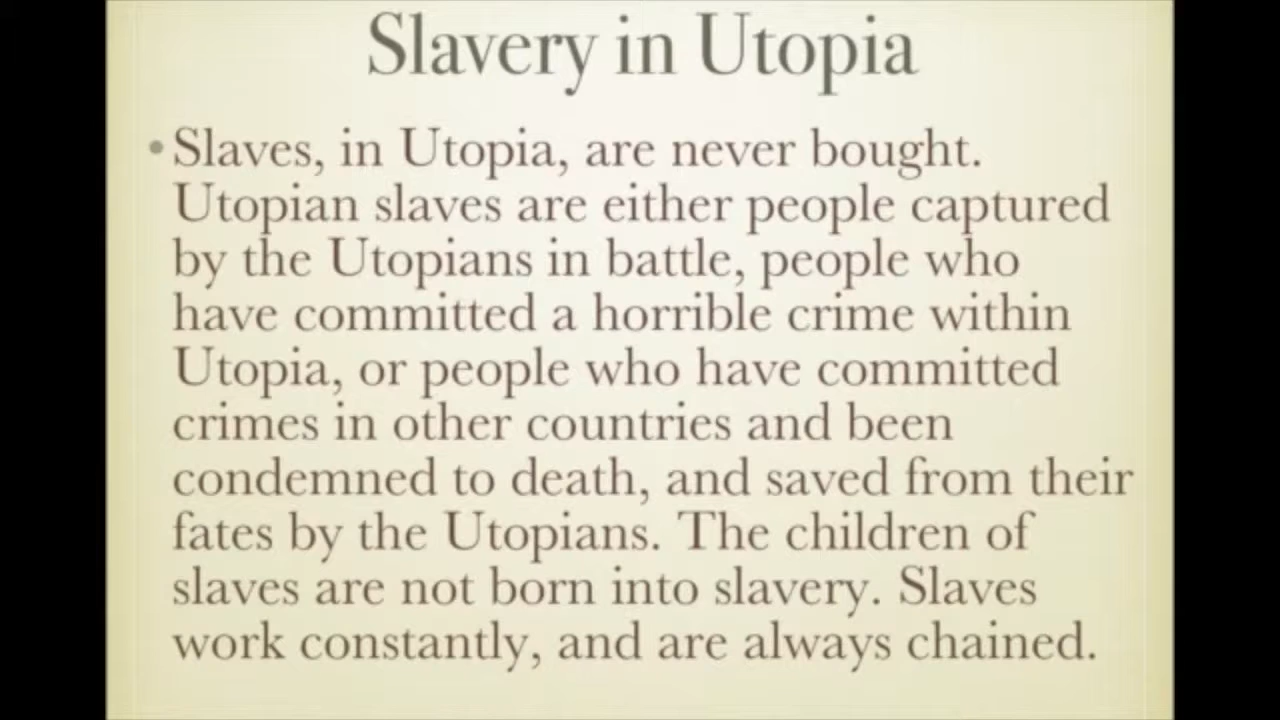 Slavery in Utopia
• Slaves, in Utopia, are never bought.
Utopian slaves are either people captured
by the Utopians in battle, people who
have committed a horrible crime within
Utopia, or people who have committed
crimes in other countries and been
condemned to death, and saved from their
fates by the Utopians. The children of
slaves are not born into slavery. Slaves
work constantly, and are always chained.